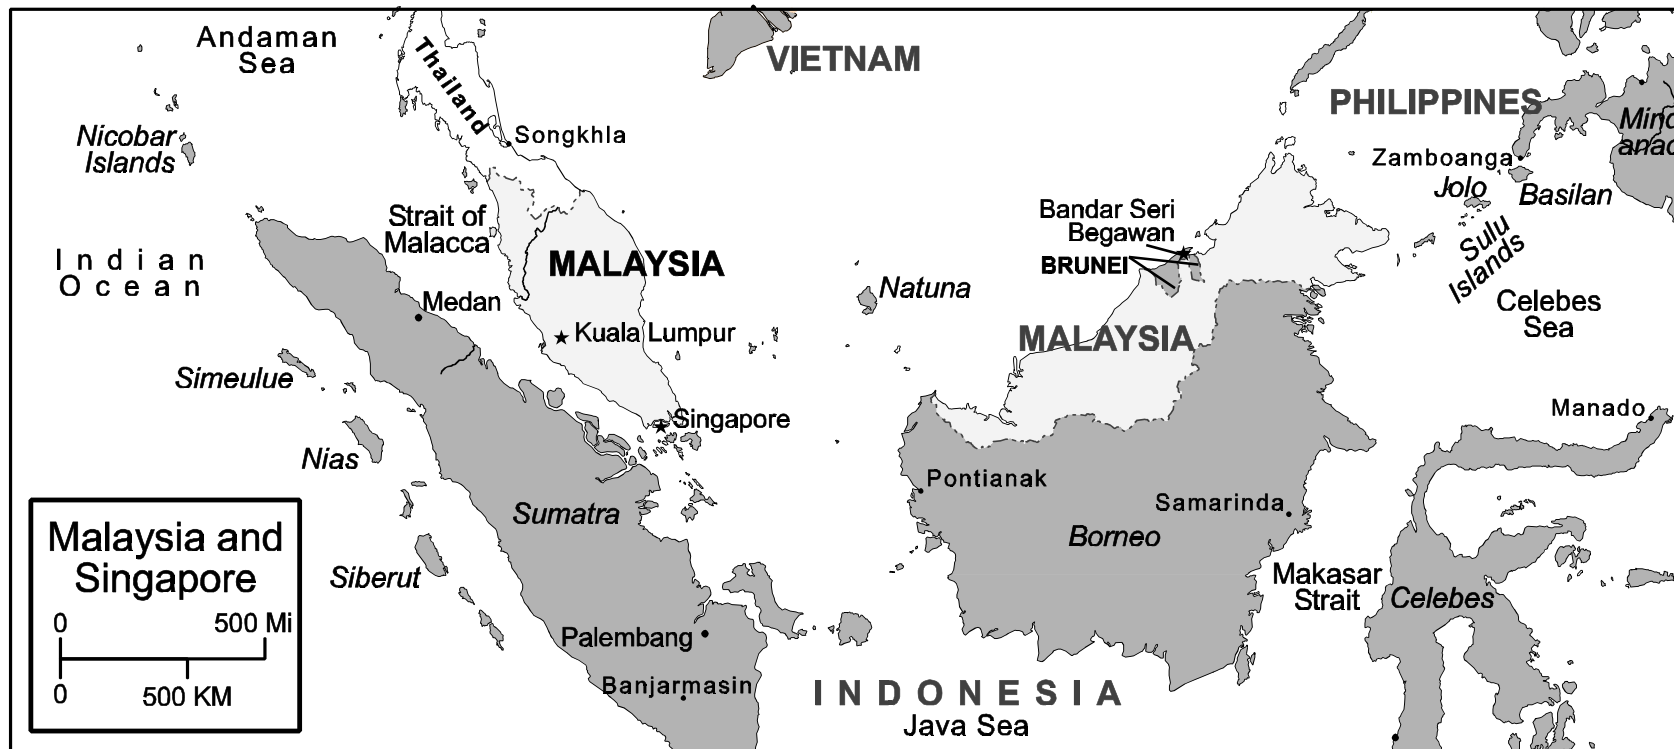 Andaman
Sea
Thailand
VIETNAM
PHILIPPINES
Nicobar
Islands
Songkhla
Mind
anao
Zamboanga
Jolo
Basilan
Strait of
Malacca
Bandar Seri
Begawan
BRUNEI
Sulu
Islands
Indian
Ocean
MALAYSIA
Medan
Natuna
Celebes
Sea
Kuala Lumpur
MALAYSIA
Simeulue
Singapore
Manado
Nias
Pontianak
Samarinda
Sumatra
Borneo
Malaysia and
Singapore
0 500 Mi
0 500 KM
Siberut
Makasar
Strait
Celebes
Palembang
Banjarmasin
INDONESIA
Java Sea